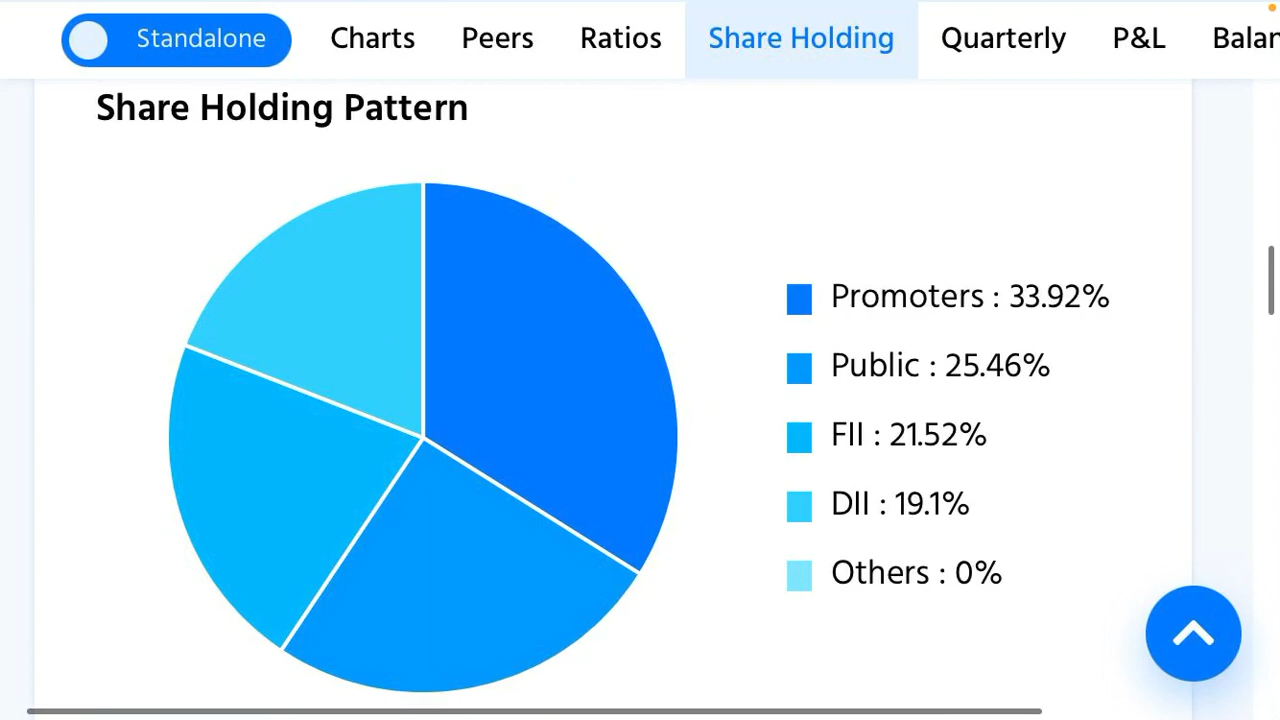 Standalone Charts Peers Ratios Share Holding Quarterly P&L Balan
Share Holding Pattern
Promoters : 33.92%
Public : 25.46%
FII : 21.52%
DII : 19.1%
Others : 0%